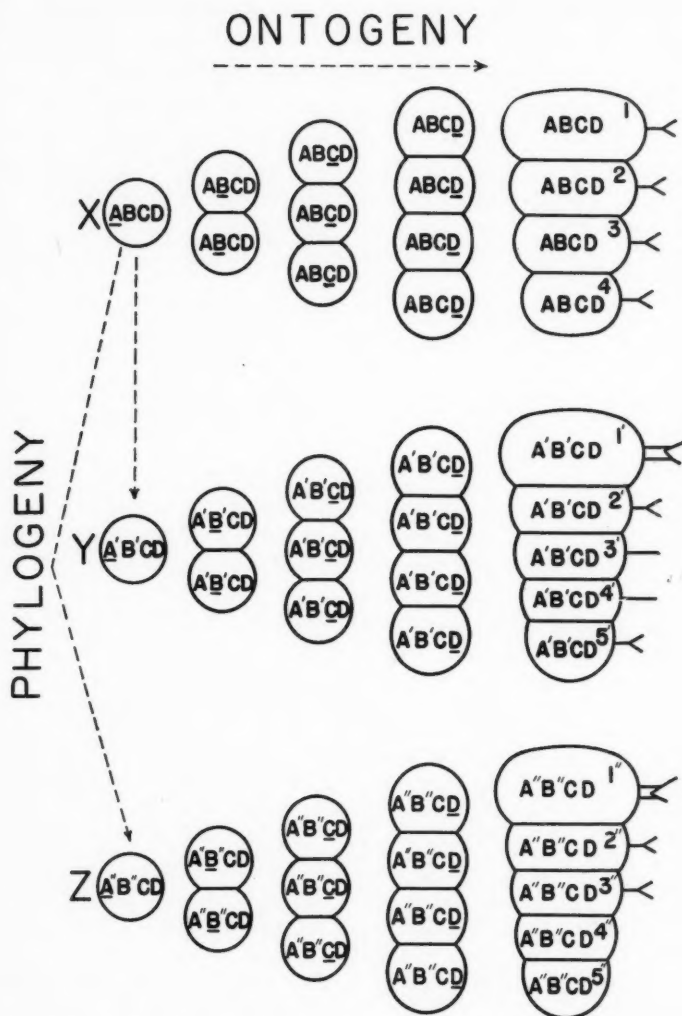 ONTOGENY
PHYLOGENY
X
ABCD
ABCD
ABCD
ABCD
ABCD
ABCD
ABCD
ABCD
ABCD
ABCD
ABCD 1
ABCD 2
ABCD 3
ABCD 4
Y
A'B'CD
A'B'CD
A'B'CD
A'B'CD
A'B'CD
A'B'CD
A'B'CD
A'B'CD
A'B'CD
A'B'CD
A'B'CD 1'
A'B'CD 2'
A'B'CD 3'
A'B'CD 4'
A'B'CD 5'
Z
A"B"CD
A"B"CD
A"B"CD
A"B"CD
A"B"CD
A"B"CD
A"B"CD
A"B"CD
A"B"CD
A"B"CD
A"B"CD 1"
A"B"CD 2"
A"B"CD 3"
A"B"CD 4"
A"B"CD 5"